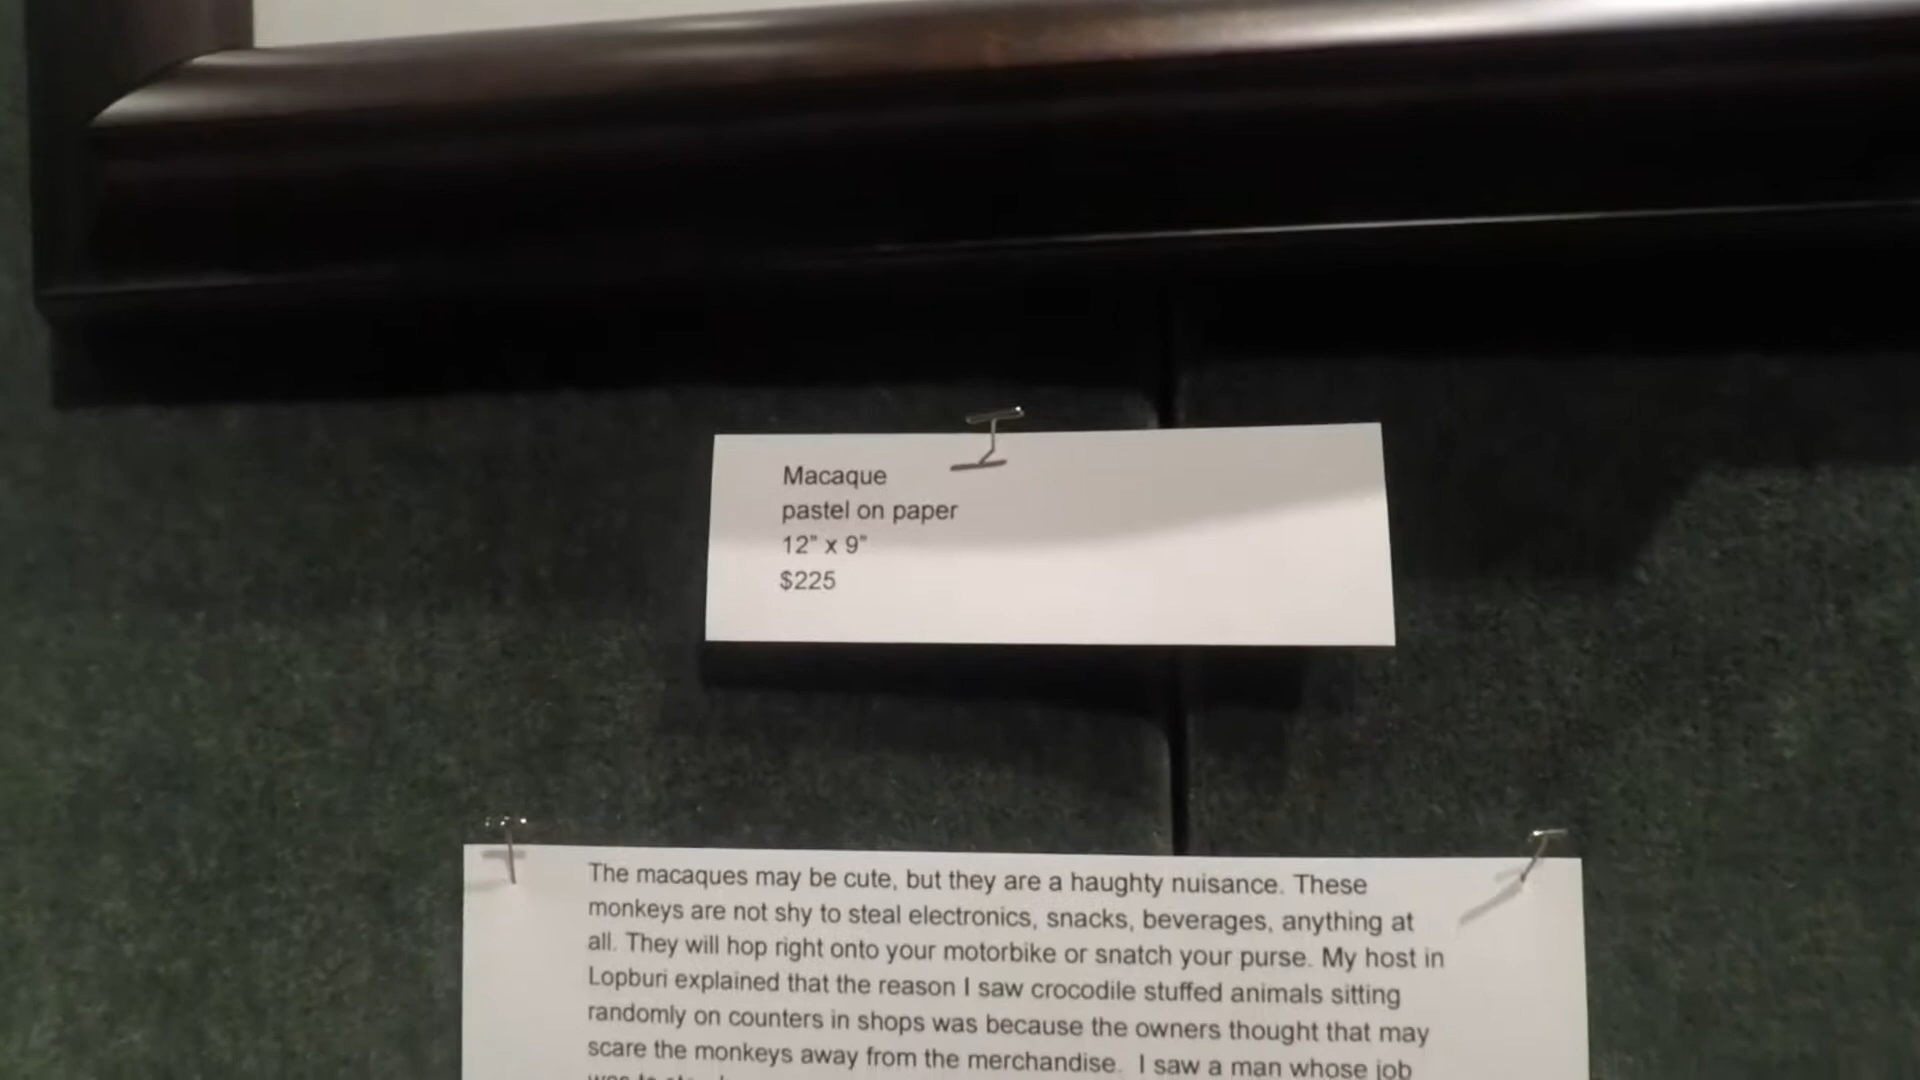 Macaque
pastel on paper
12” x 9”
$225
The macaques may be cute, but they are a haughty nuisance. These
monkeys are not shy to steal electronics, snacks, beverages, anything at
all. They will hop right onto your motorbike or snatch your purse. My host in
Lopburi explained that the reason I saw crocodile stuffed animals sitting
randomly on counters in shops was because the owners thought that may
scare the monkeys away from the merchandise. I saw a man whose job
was to